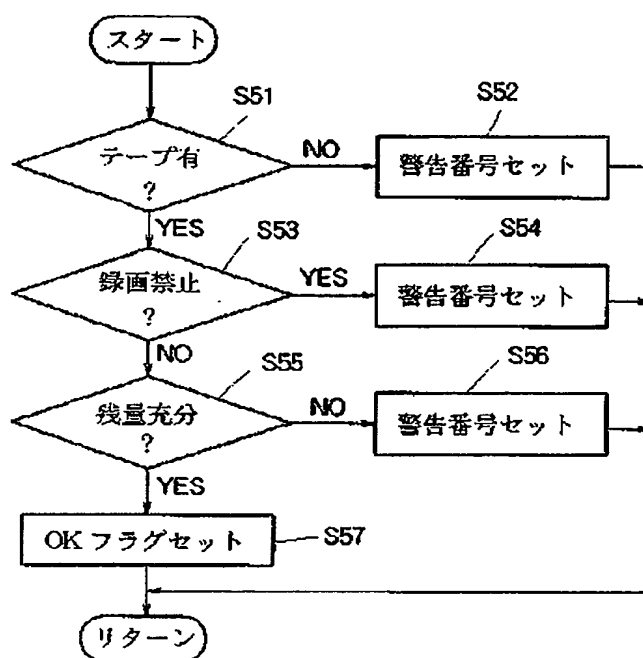 スタート
S51
S52
テープ有
?
NO
警告番号セット
YES
S53
S54
録画禁止
?
YES
警告番号セット
NO
S55
S56
残量充分
?
NO
警告番号セット
YES
OK フラグセット
S57
リターン